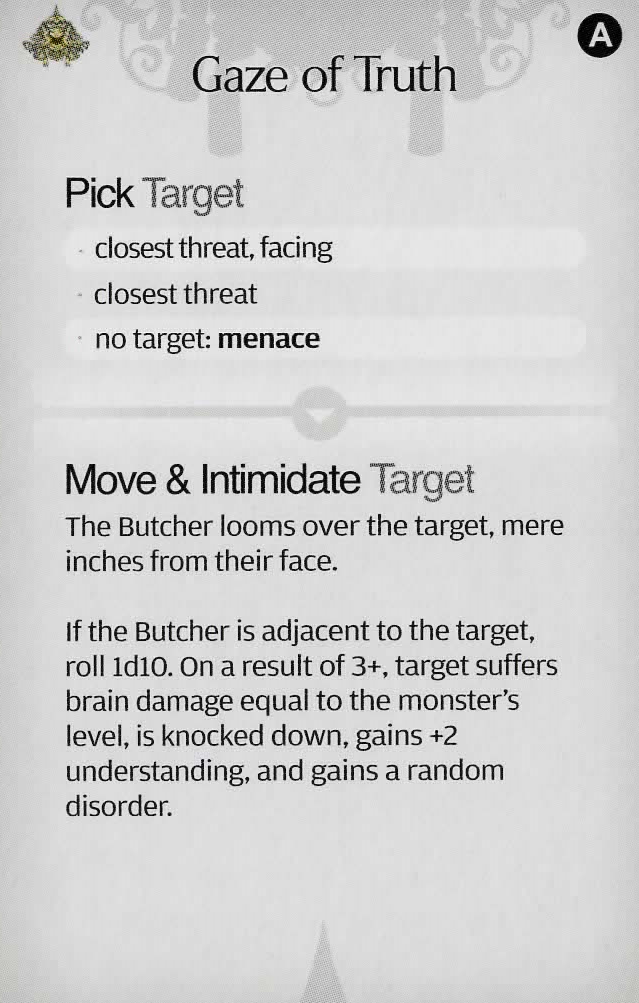 A
Gaze of Truth
Pick Target
· closest threat, facing
· closest threat
· no target: menace
Move & Intimidate Target
The Butcher looms over the target, mere
inches from their face.
If the Butcher is adjacent to the target,
roll 1d10. On a result of 3+, target suffers
brain damage equal to the monster's
level, is knocked down, gains +2
understanding, and gains a random
disorder.